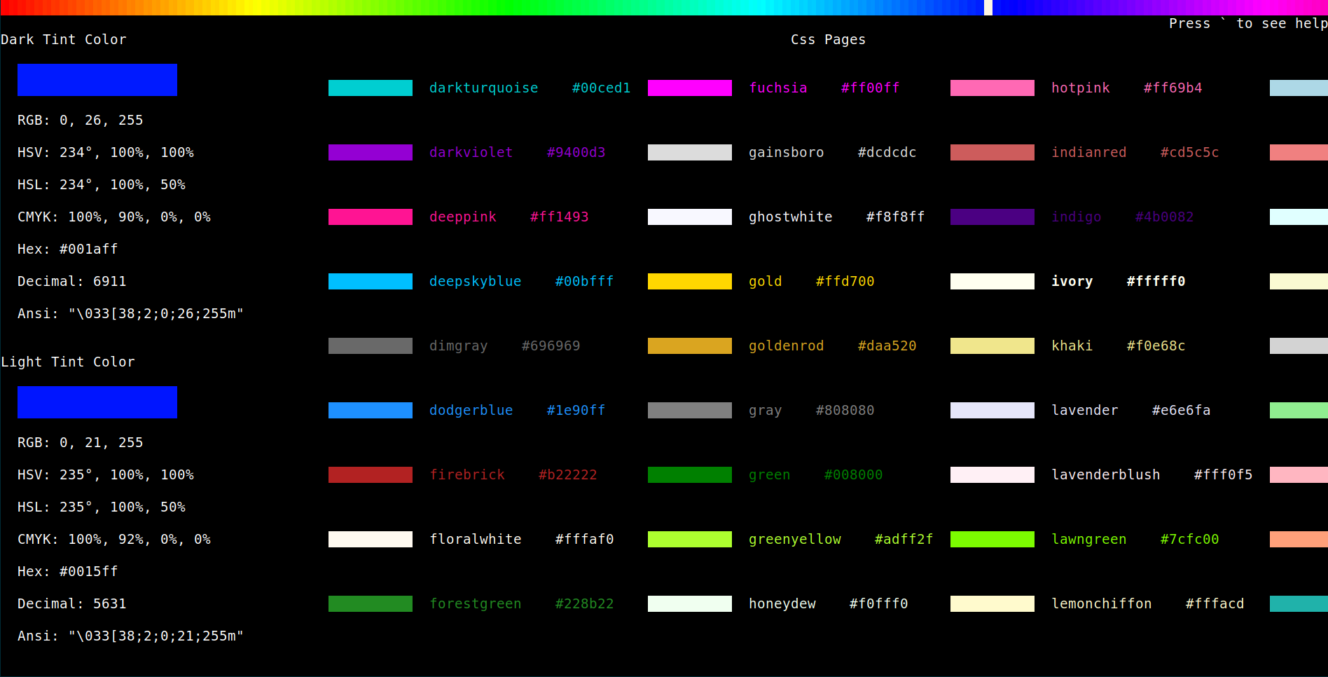 Press ` to see help
Dark Tint Color    Css Pages
darkturquoise #00ced1    fuchsia #ff00ff    hotpink #ff69b4
RGB: 0, 26, 255
HSV: 234°, 100%, 100%    darkviolet #9400d3    gainsboro #dcdcdc    indianred #cd5c5c
HSL: 234°, 100%, 50%
CMYK: 100%, 90%, 0%, 0%    deeppink #ff1493    ghostwhite #f8f8ff    indigo #4b0082
Hex: #001aff
Decimal: 6911    deepskyblue #00bfff    gold #ffd700    ivory #fffff0
Ansi: "\033[38;2;0;26;255m"
dimgray #696969    goldenrod #daa520    khaki #f0e68c
Light Tint Color
dodgerblue #1e90ff    gray #808080    lavender #e6e6fa
RGB: 0, 21, 255
HSV: 235°, 100%, 100%    firebrick #b22222    green #008000    lavenderblush #fff0f5
HSL: 235°, 100%, 50%
CMYK: 100%, 92%, 0%, 0%    floralwhite #fffaf0    greenyellow #adff2f    lawngreen #7cfc00
Hex: #0015ff
Decimal: 5631    forestgreen #228b22    honeydew #f0fff0    lemonchiffon #fffacd
Ansi: "\033[38;2;0;21;255m"